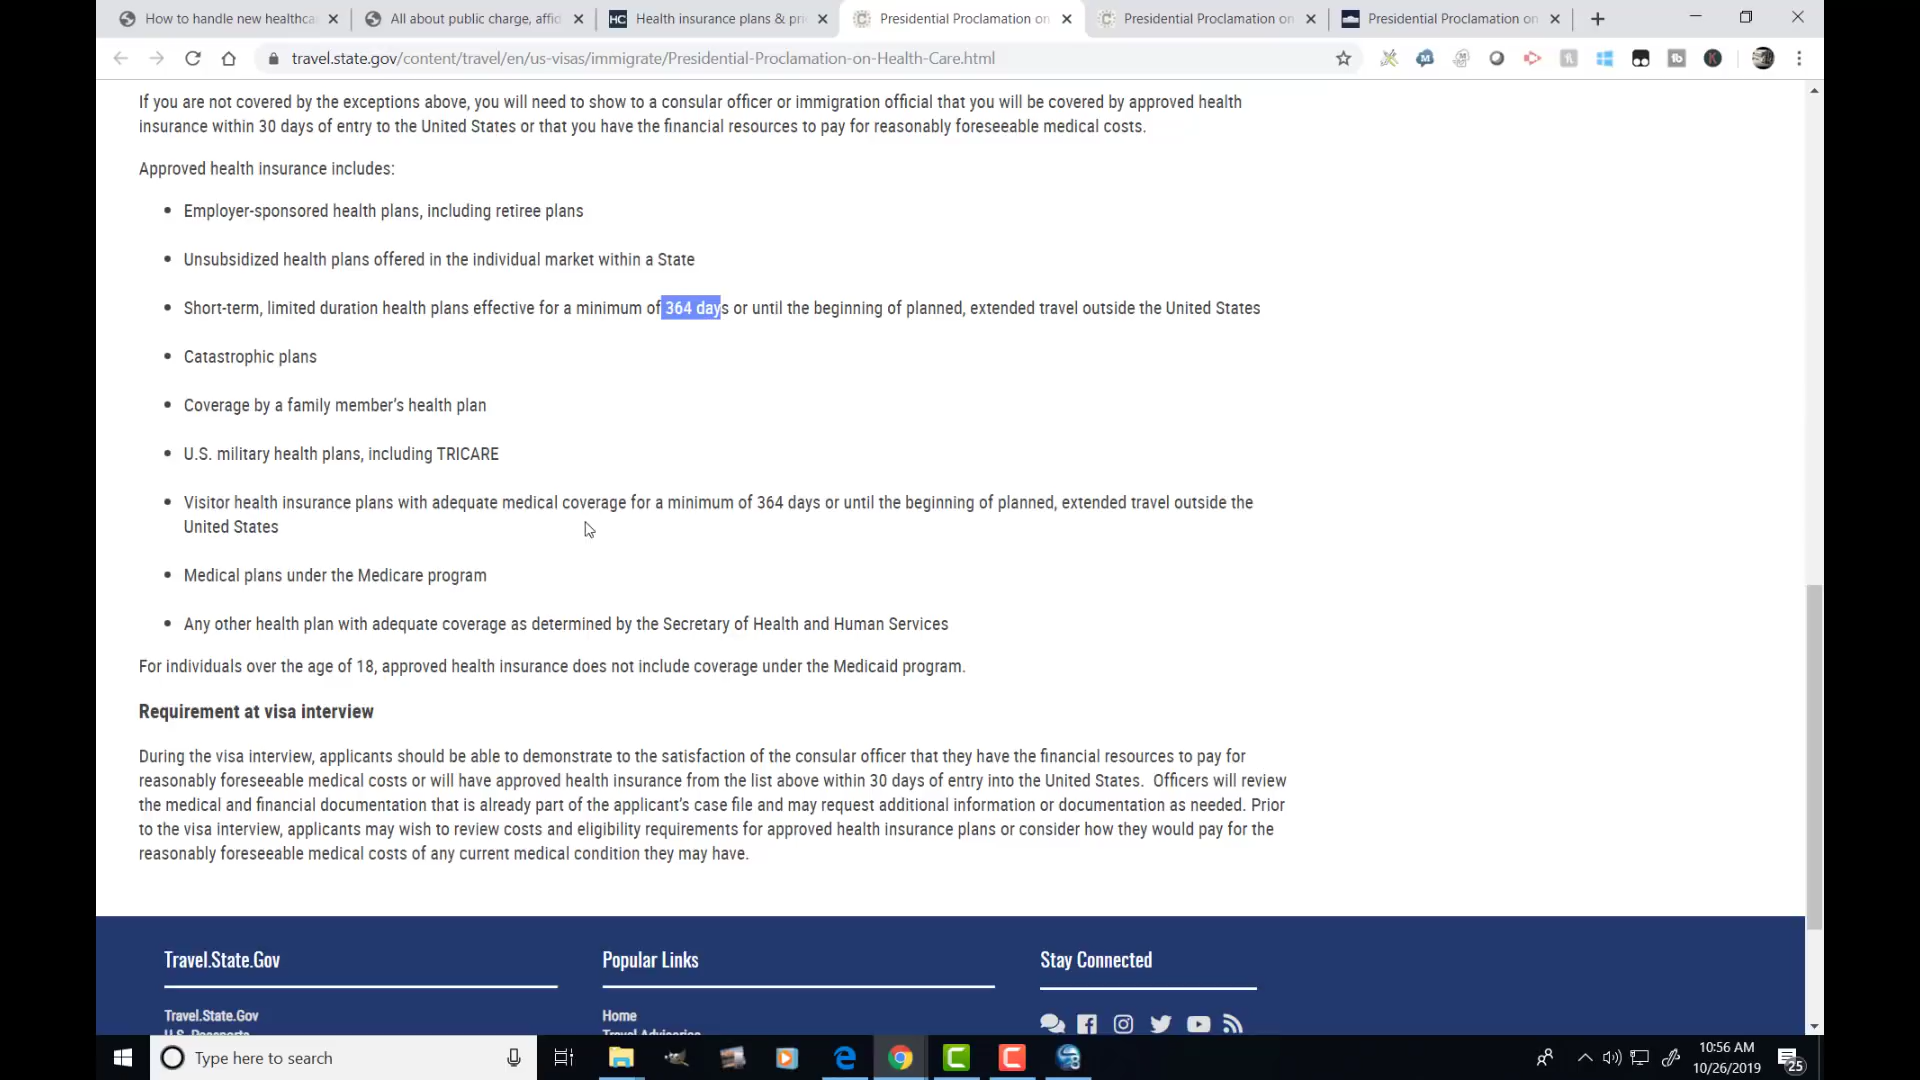 How to handle new healthca
All about public charge, affid
HC Health insurance plans & pri
Presidential Proclamation on
Presidential Proclamation on
Presidential Proclamation on
travel.state.gov/content/travel/en/us-visas/immigrate/Presidential-Proclamation-on-Health-Care.html
If you are not covered by the exceptions above, you will need to show to a consular officer or immigration official that you will be covered by approved health
insurance within 30 days of entry to the United States or that you have the financial resources to pay for reasonably foreseeable medical costs.
Approved health insurance includes:
Employer-sponsored health plans, including retiree plans
Unsubsidized health plans offered in the individual market within a State
Short-term, limited duration health plans effective for a minimum of 364 days or until the beginning of planned, extended travel outside the United States
Catastrophic plans
Coverage by a family member’s health plan
U.S. military health plans, including TRICARE
Visitor health insurance plans with adequate medical coverage for a minimum of 364 days or until the beginning of planned, extended travel outside the
United States
Medical plans under the Medicare program
Any other health plan with adequate coverage as determined by the Secretary of Health and Human Services
For individuals over the age of 18, approved health insurance does not include coverage under the Medicaid program.
Requirement at visa interview
During the visa interview, applicants should be able to demonstrate to the satisfaction of the consular officer that they have the financial resources to pay for
reasonably foreseeable medical costs or will have approved health insurance from the list above within 30 days of entry into the United States. Officers will review
the medical and financial documentation that is already part of the applicant’s case file and may request additional information or documentation as needed. Prior
to the visa interview, applicants may wish to review costs and eligibility requirements for approved health insurance plans or consider how they would pay for the
reasonably foreseeable medical costs of any current medical condition they may have.
Travel.State.Gov
Popular Links
Stay Connected
Travel.State.Gov
Home
U.S. Passports
Travel Advisories
Type here to search
10:56 AM
10/26/2019
25